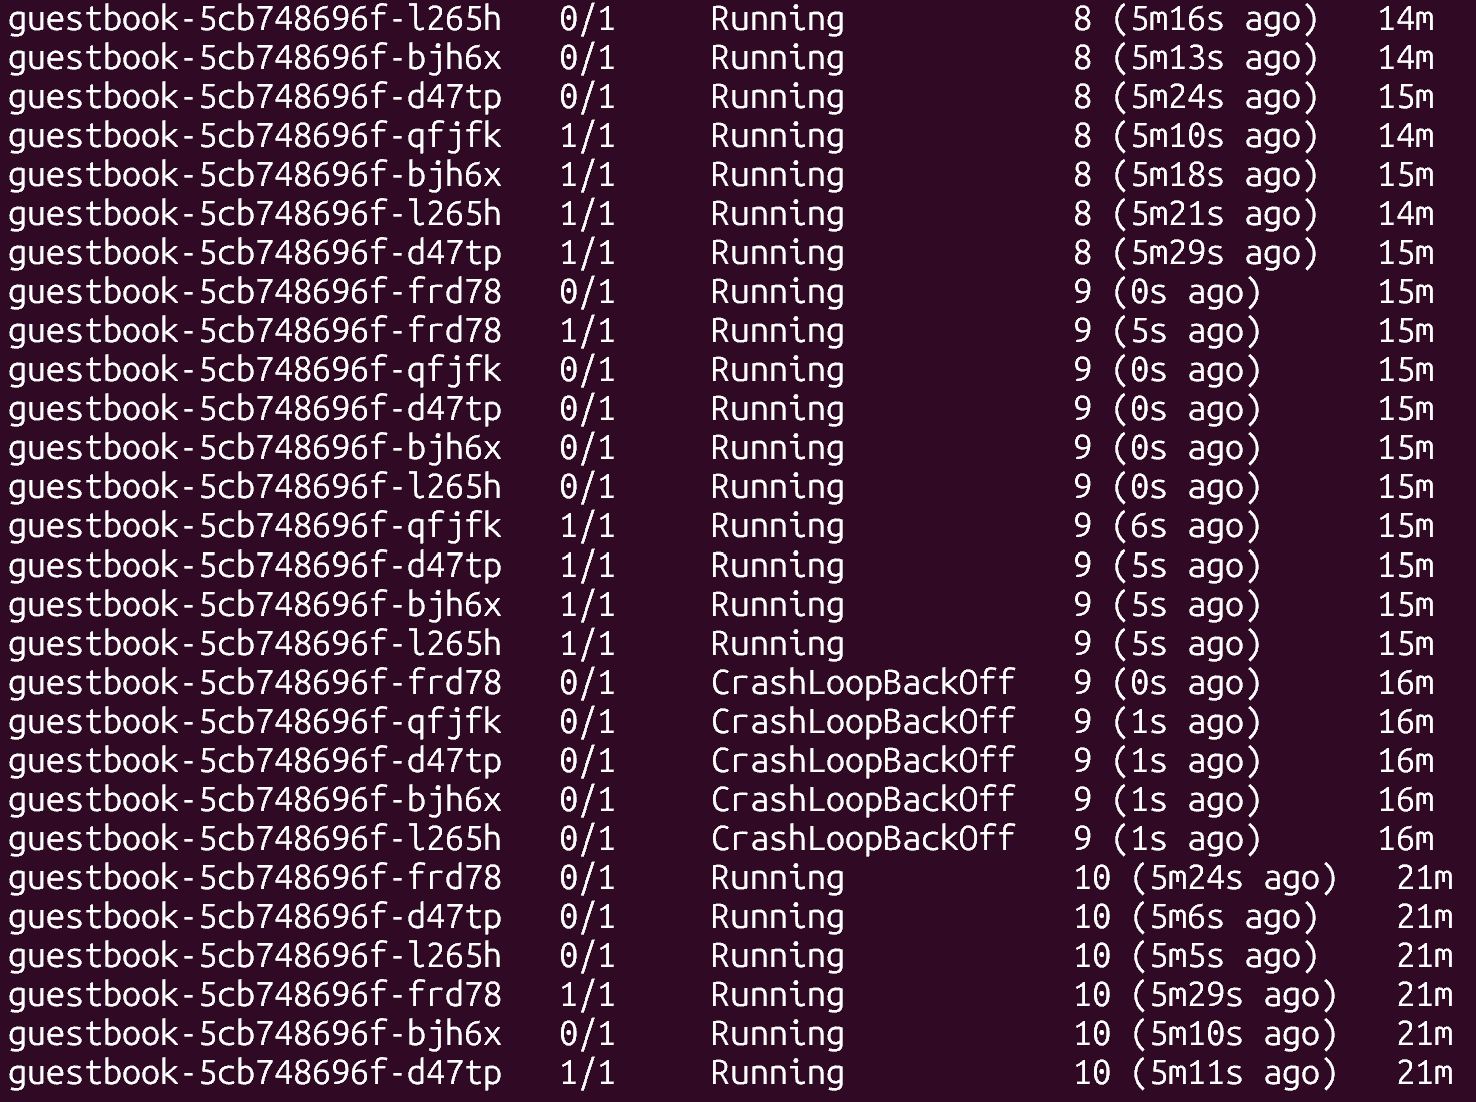 guestbook-5cb748696f-l265h   0/1     Running            8 (5m16s ago)   14m
guestbook-5cb748696f-bjh6x   0/1     Running            8 (5m13s ago)   14m
guestbook-5cb748696f-d47tp   0/1     Running            8 (5m24s ago)   15m
guestbook-5cb748696f-qfjfk   1/1     Running            8 (5m10s ago)   14m
guestbook-5cb748696f-bjh6x   1/1     Running            8 (5m18s ago)   15m
guestbook-5cb748696f-l265h   1/1     Running            8 (5m21s ago)   14m
guestbook-5cb748696f-d47tp   1/1     Running            8 (5m29s ago)   15m
guestbook-5cb748696f-frd78   0/1     Running            9 (0s ago)      15m
guestbook-5cb748696f-frd78   1/1     Running            9 (5s ago)      15m
guestbook-5cb748696f-qfjfk   0/1     Running            9 (0s ago)      15m
guestbook-5cb748696f-d47tp   0/1     Running            9 (0s ago)      15m
guestbook-5cb748696f-bjh6x   0/1     Running            9 (0s ago)      15m
guestbook-5cb748696f-l265h   0/1     Running            9 (0s ago)      15m
guestbook-5cb748696f-qfjfk   1/1     Running            9 (6s ago)      15m
guestbook-5cb748696f-d47tp   1/1     Running            9 (5s ago)      15m
guestbook-5cb748696f-bjh6x   1/1     Running            9 (5s ago)      15m
guestbook-5cb748696f-l265h   1/1     Running            9 (5s ago)      15m
guestbook-5cb748696f-frd78   0/1     CrashLoopBackOff   9 (0s ago)      16m
guestbook-5cb748696f-qfjfk   0/1     CrashLoopBackOff   9 (1s ago)      16m
guestbook-5cb748696f-d47tp   0/1     CrashLoopBackOff   9 (1s ago)      16m
guestbook-5cb748696f-bjh6x   0/1     CrashLoopBackOff   9 (1s ago)      16m
guestbook-5cb748696f-l265h   0/1     CrashLoopBackOff   9 (1s ago)      16m
guestbook-5cb748696f-frd78   0/1     Running            10 (5m24s ago)   21m
guestbook-5cb748696f-d47tp   0/1     Running            10 (5m6s ago)    21m
guestbook-5cb748696f-l265h   0/1     Running            10 (5m5s ago)    21m
guestbook-5cb748696f-frd78   1/1     Running            10 (5m29s ago)   21m
guestbook-5cb748696f-bjh6x   0/1     Running            10 (5m10s ago)   21m
guestbook-5cb748696f-d47tp   1/1     Running            10 (5m11s ago)   21m